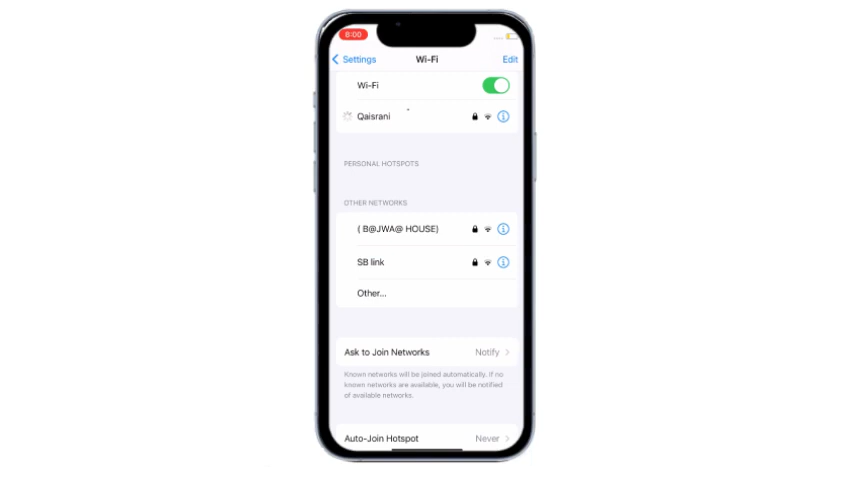 6:00
Settings Wi-Fi Edit
Wi-Fi
Qaisrani
PERSONAL HOTSPOTS
OTHER NETWORKS
( B@JWA@ HOUSE)
SB link
Other...
Ask to Join Networks Notify
Known networks will be joined automatically. If no
known networks are available, you will be notified
of available networks.
Auto-Join Hotspot Never